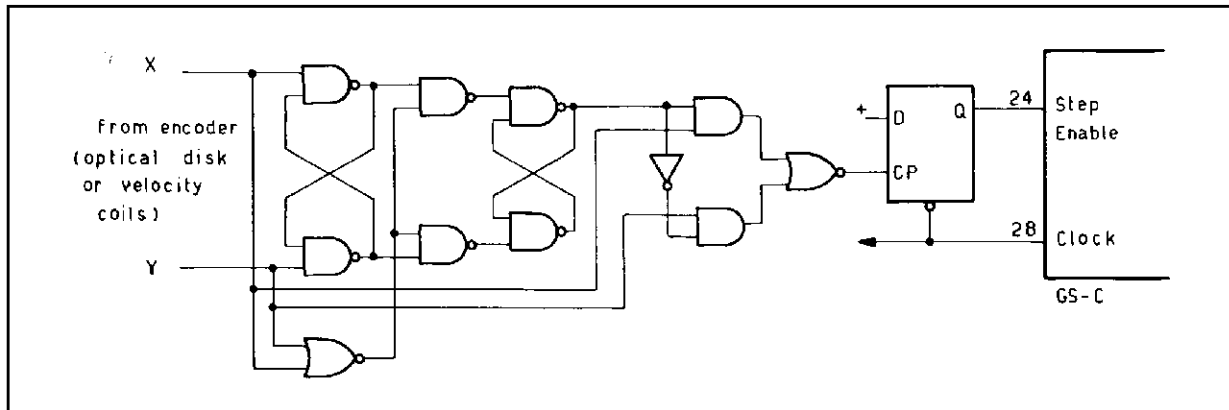 X
from encoder
(optical disk
or velocity
coils)
Y
+
D
Q
CP
24
Step
Enable
28
Clock
GS-C